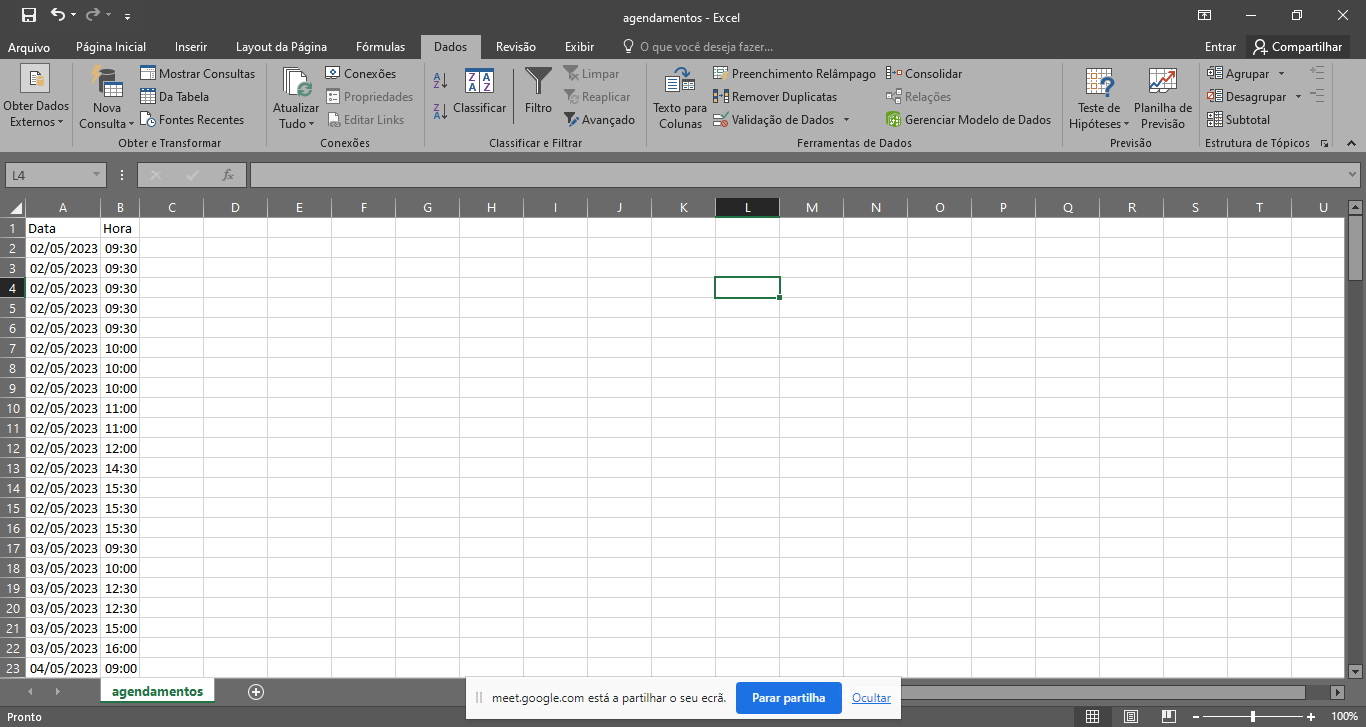 agendamentos - Excel
Arquivo Página Inicial Inserir Layout da Página Fórmulas Dados Revisão Exibir O que você deseja fazer... Entrar Compartilhar
Obter Dados Externos
Nova Consulta
Mostrar Consultas
Da Tabela
Fontes Recentes
Obter e Transformar
Atualizar Tudo
Conexões
Propriedades
Editar Links
Conexões
Classificar
Filtro
Limpar
Reaplicar
Avançado
Classificar e Filtrar
Texto para Colunas
Preenchimento Relâmpago
Remover Duplicatas
Validação de Dados
Consolidar
Relações
Gerenciar Modelo de Dados
Ferramentas de Dados
Teste de Hipóteses
Planilha de Previsão
Previsão
Agrupar
Desagrupar
Subtotal
Estrutura de Tópicos
L4 fx
A B C D E F G H I J K L M N O P Q R S T U
1 Data Hora
2 02/05/2023 09:30
3 02/05/2023 09:30
4 02/05/2023 09:30
5 02/05/2023 09:30
6 02/05/2023 09:30
7 02/05/2023 10:00
8 02/05/2023 10:00
9 02/05/2023 10:00
10 02/05/2023 11:00
11 02/05/2023 11:00
12 02/05/2023 12:00
13 02/05/2023 14:30
14 02/05/2023 15:30
15 02/05/2023 15:30
16 02/05/2023 15:30
17 03/05/2023 09:30
18 03/05/2023 10:00
19 03/05/2023 12:30
20 03/05/2023 12:30
21 03/05/2023 15:00
22 03/05/2023 16:00
23 04/05/2023 09:00
agendamentos
meet.google.com está a partilhar o seu ecrã. Parar partilha Ocultar
Pronto 100%